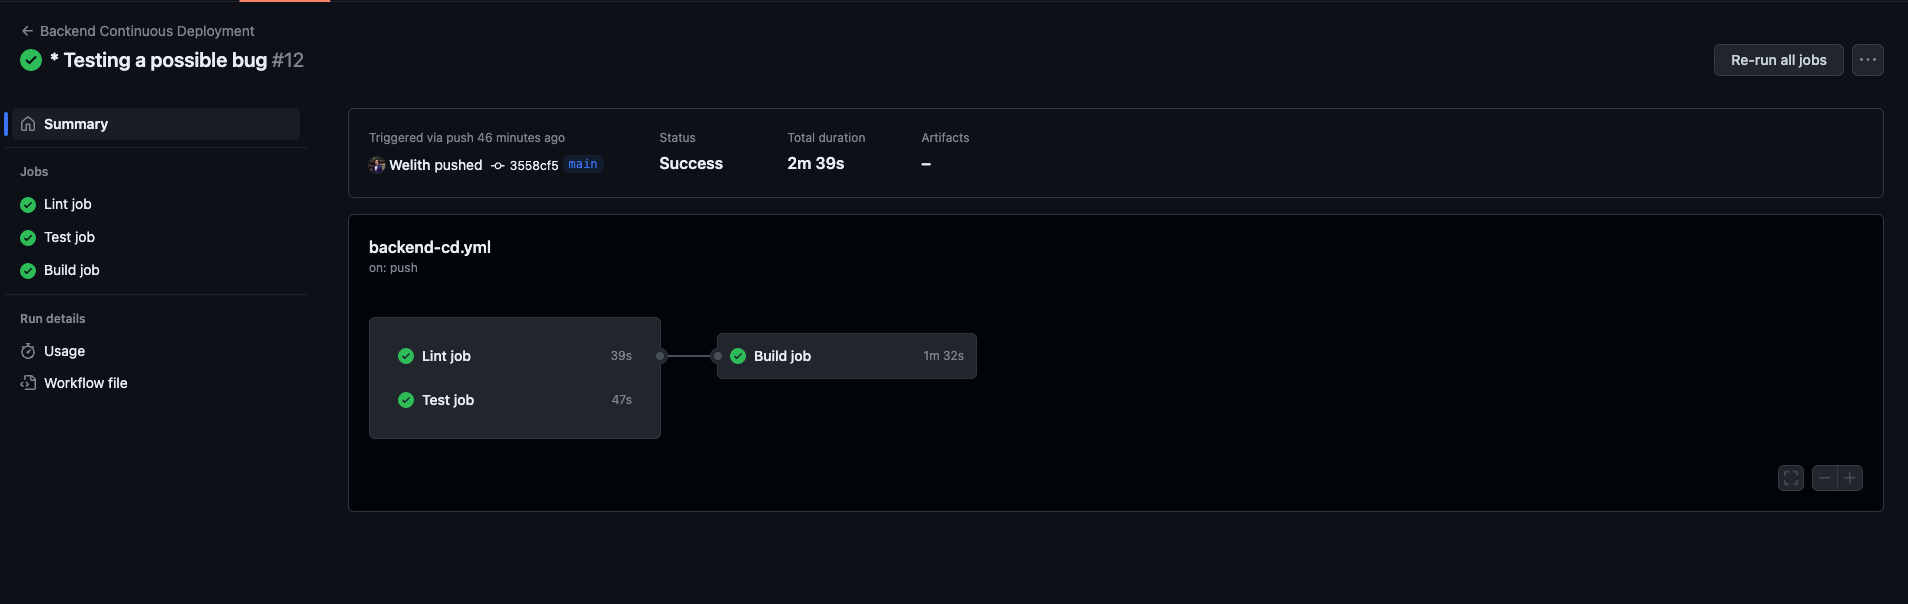 ← Backend Continuous Deployment
* Testing a possible bug #12
Re-run all jobs
Summary
Jobs
Lint job
Test job
Build job
Run details
Usage
Workflow file
Triggered via push 46 minutes ago
Welith pushed 3558cf5 main
Status
Success
Total duration
2m 39s
Artifacts
–
backend-cd.yml
on: push
Lint job 39s
Test job 47s
Build job 1m 32s